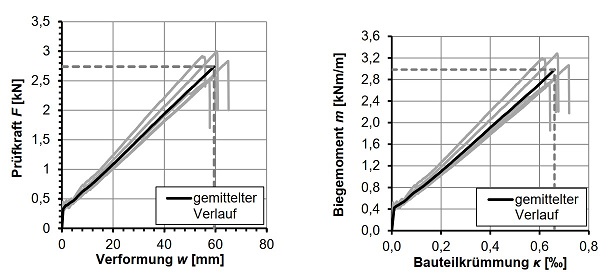 Prüfkraft F [kN]
3,5
3
2,5
2
1,5
1
0,5
0
0 20 40 60 80
Verformung w [mm]
gemittelter
Verlauf
Biegemoment m [kNm/m]
3,6
3,2
2,8
2,4
2,0
1,6
1,2
0,8
0,4
0,0
0,0 0,2 0,4 0,6 0,8
Bauteilkrümmung κ [‰]
gemittelter
Verlauf